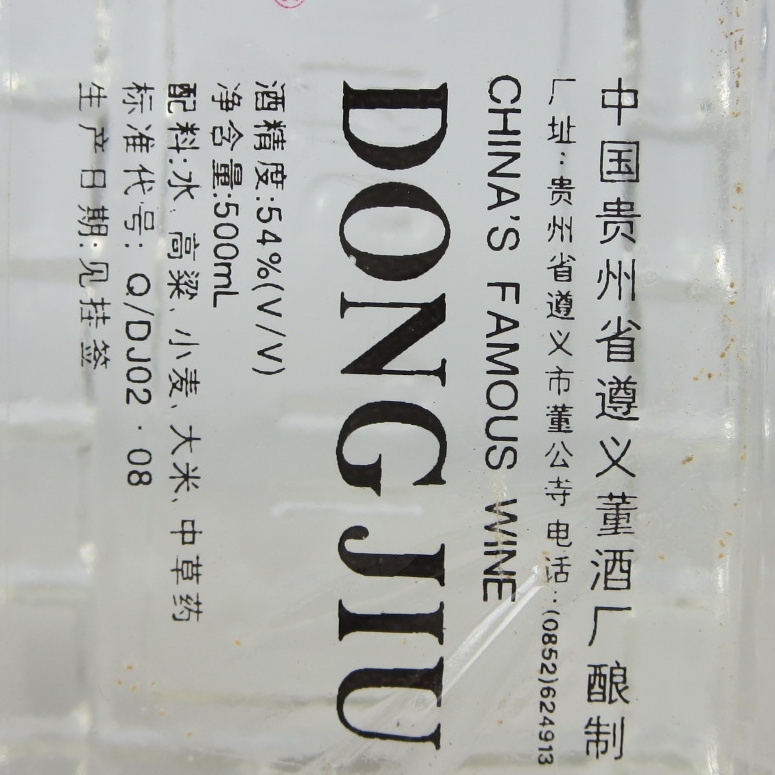 中国贵州省遵义董酒厂酿制
厂址:贵州省遵义市董公寺 电话:(0852)624913
CHINA'S FAMOUS WINE
DONG JIU
酒精度:54%(V/V)
净含量:500mL
配料:水、高粱、小麦、大米、中草药
标准代号: Q/DJ02·08
生产日期:见挂签